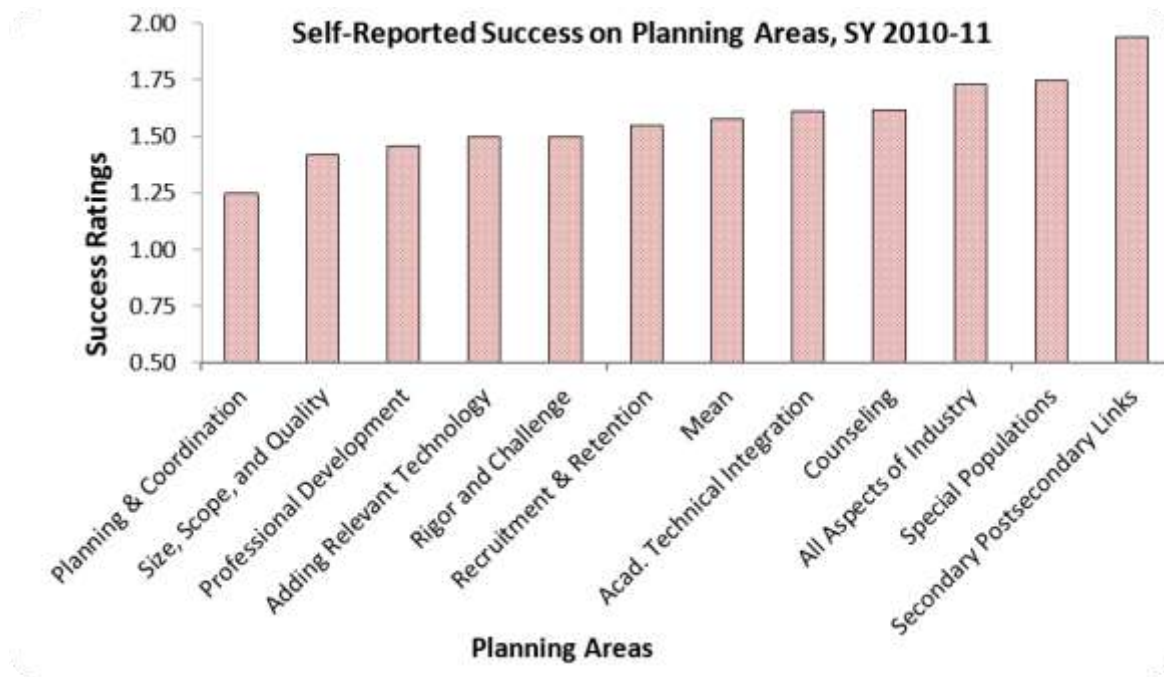 Self-Reported Success on Planning Areas, SY 2010-11
Success Ratings
2.00
1.75
1.50
1.25
1.00
0.75
0.50
Planning & Coordination
Size, Scope, and Quality
Professional Development
Adding Relevant Technology
Rigor and Challenge
Recruitment & Retention
Mean
Acad. Technical Integration
Counseling
All Aspects of Industry
Special Populations
Secondary Postsecondary Links
Planning Areas